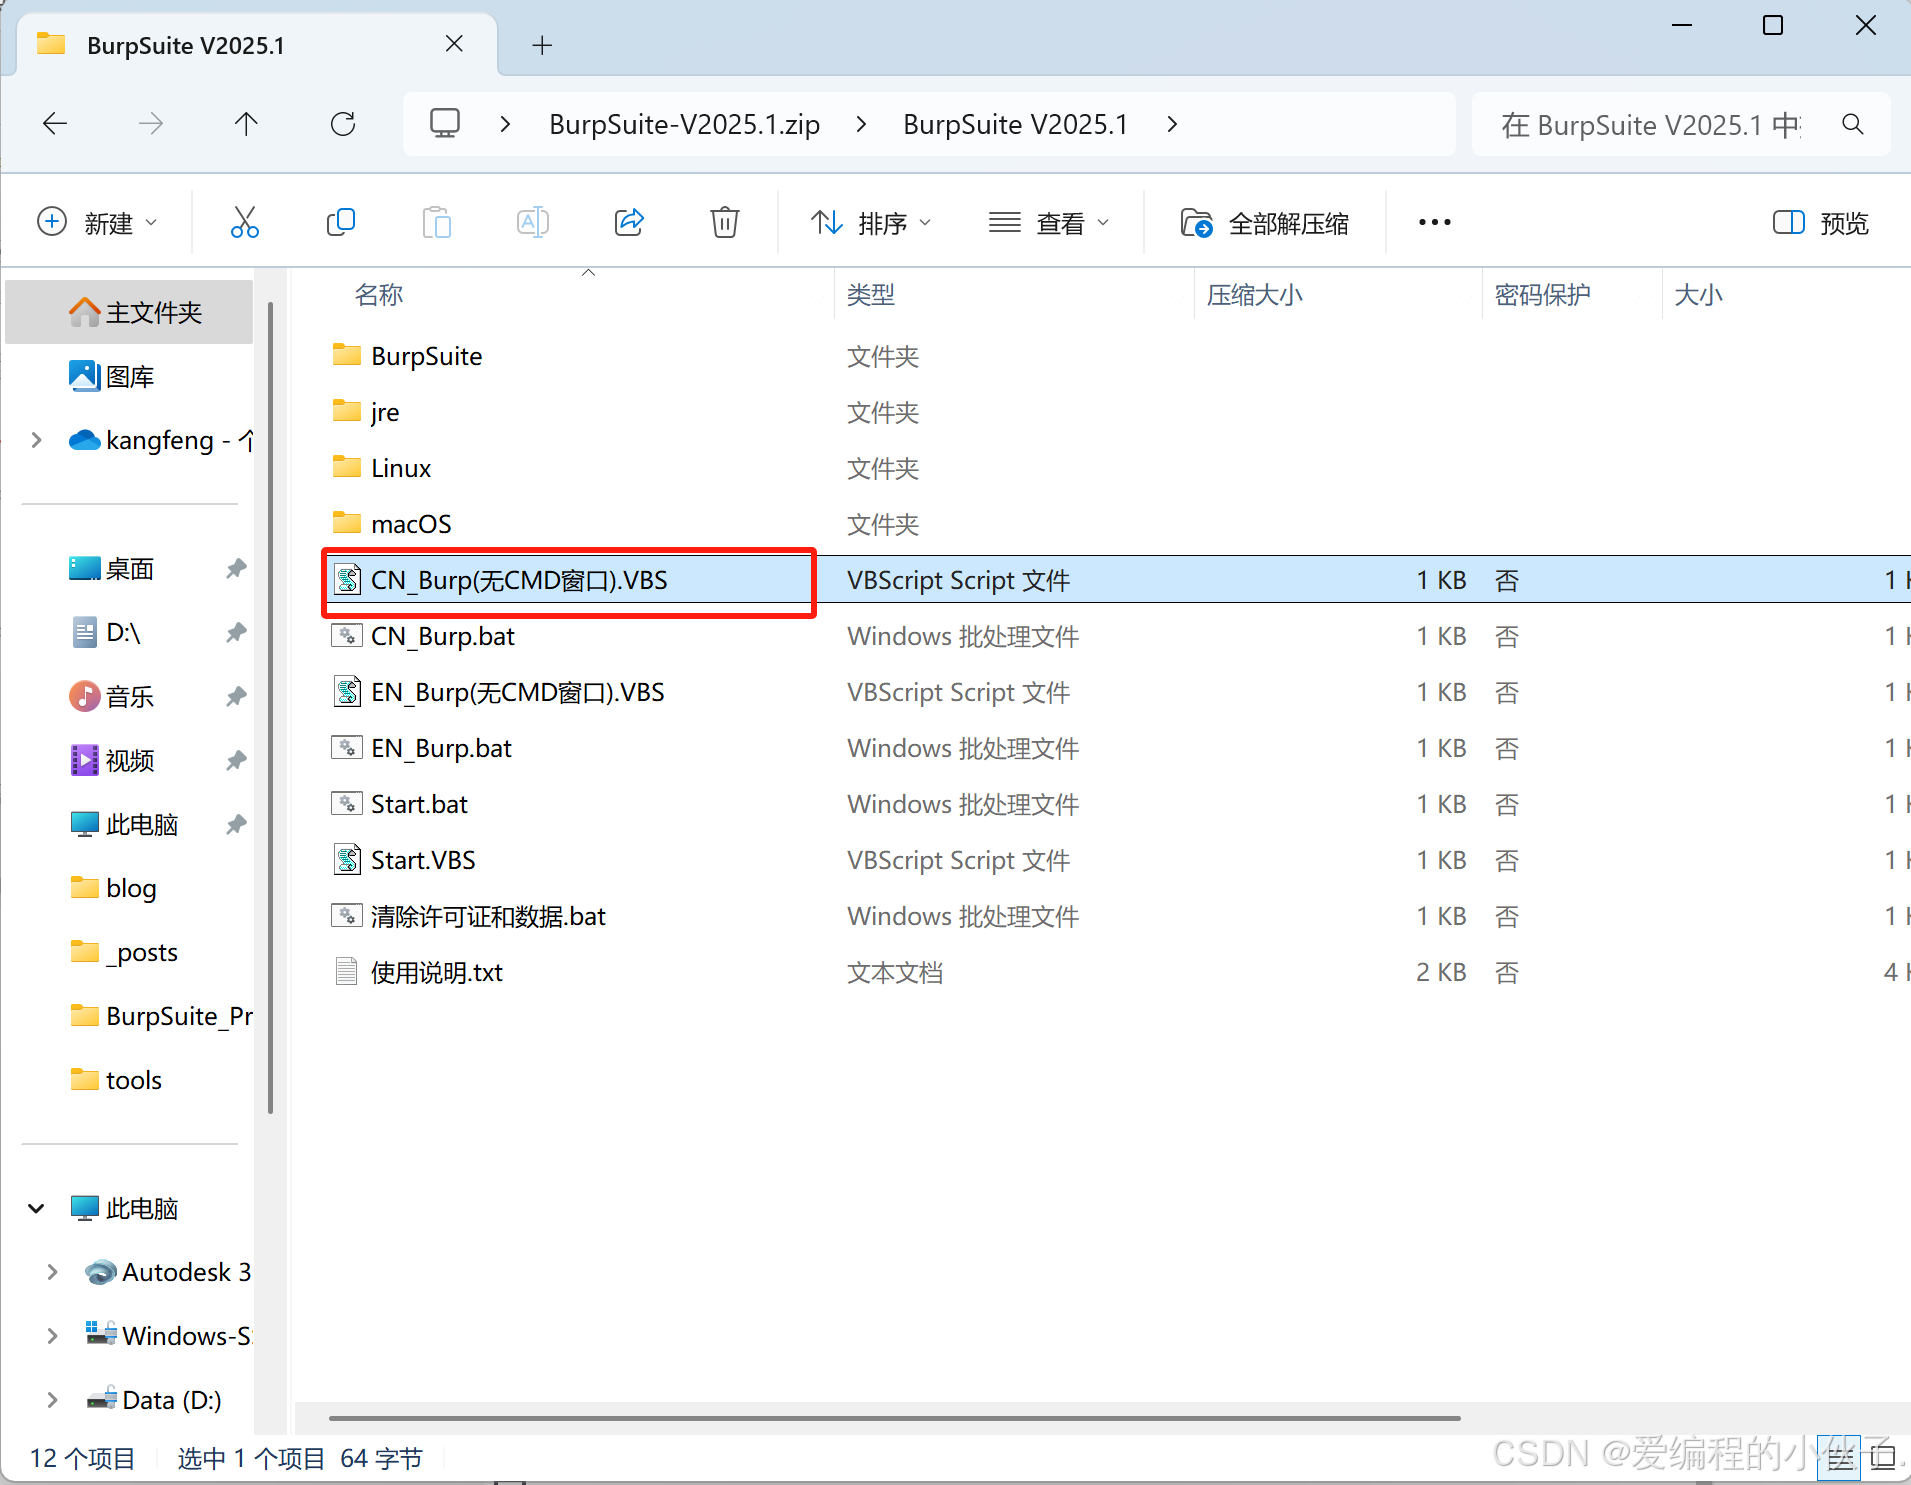 BurpSuite V2025.1
BurpSuite-V2025.1.zip
BurpSuite V2025.1
在 BurpSuite V2025.1 中
新建
排序
查看
全部解压缩
预览
名称 类型 压缩大小 密码保护 大小
主文件夹
图库
kangfeng - 个
桌面
D:\
音乐
视频
此电脑
blog
_posts
BurpSuite_Pr
tools
此电脑
Autodesk 3
Windows-S
Data (D:)
BurpSuite 文件夹
jre 文件夹
Linux 文件夹
macOS 文件夹
CN_Burp(无CMD窗口).VBS VBScript Script 文件 1 KB 否 1
CN_Burp.bat Windows 批处理文件 1 KB 否 1
EN_Burp(无CMD窗口).VBS VBScript Script 文件 1 KB 否 1
EN_Burp.bat Windows 批处理文件 1 KB 否 1
Start.bat Windows 批处理文件 1 KB 否 1
Start.VBS VBScript Script 文件 1 KB 否 1
清除许可证和数据.bat Windows 批处理文件 1 KB 否 1
使用说明.txt 文本文档 2 KB 否 4
12 个项目 选中 1 个项目 64 字节
CSDN @爱编程的小伙子.